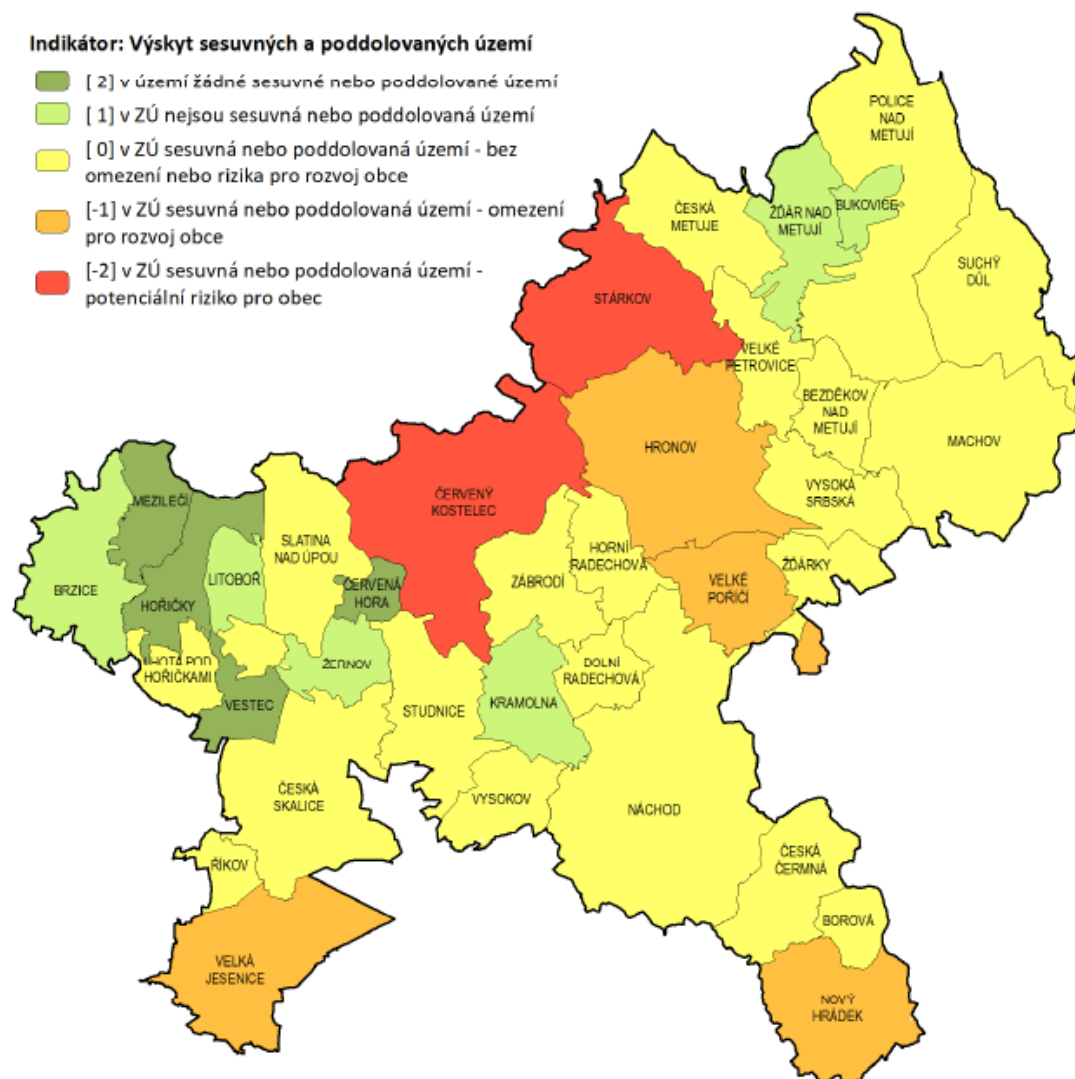 Indikátor: Výskyt sesuvných a poddolovaných území
[ 2] v území žádné sesuvné nebo poddolované území
[ 1] v ZÚ nejsou sesuvná nebo poddolovaná území
[ 0] v ZÚ sesuvná nebo poddolovaná území - bez
omezení nebo rizika pro rozvoj obce
[-1] v ZÚ sesuvná nebo poddolovaná území - omezení
pro rozvoj obce
[-2] v ZÚ sesuvná nebo poddolovaná území -
potenciální riziko pro obec
POLICE
NAD
METUJÍ
ČESKÁ
METUJE
ŽĎÁR NAD
METUJÍ
BUKOVICE
SUCHÝ
DŮL
STÁRKOV
VELKÉ
PETROVICE
BEZDĚKOV
NAD
METUJÍ
MACHOV
HRONOV
VYSOKÁ
SRBSKÁ
ČERVENÝ
KOSTELEC
MEZILEČÍ
SLATINA
NAD ÚPOU
HORNÍ
RADECHOVÁ
ŽĎÁRKY
BRZICE
LITOBOŘ
ČERVENÁ
HORA
ZÁBRODÍ
VELKÉ
POŘÍČÍ
HOŘIČKY
LHOTA POD
HOŘIČKAMI
ŽERNOV
DOLNÍ
RADECHOVÁ
VESTEC
STUDNICE
KRAMOLNA
ČESKÁ
SKALICE
VYSOKOV
NÁCHOD
ŘÍKOV
ČESKÁ
ČERMNÁ
BOROVÁ
VELKÁ
JESENICE
NOVÝ
HRÁDEK